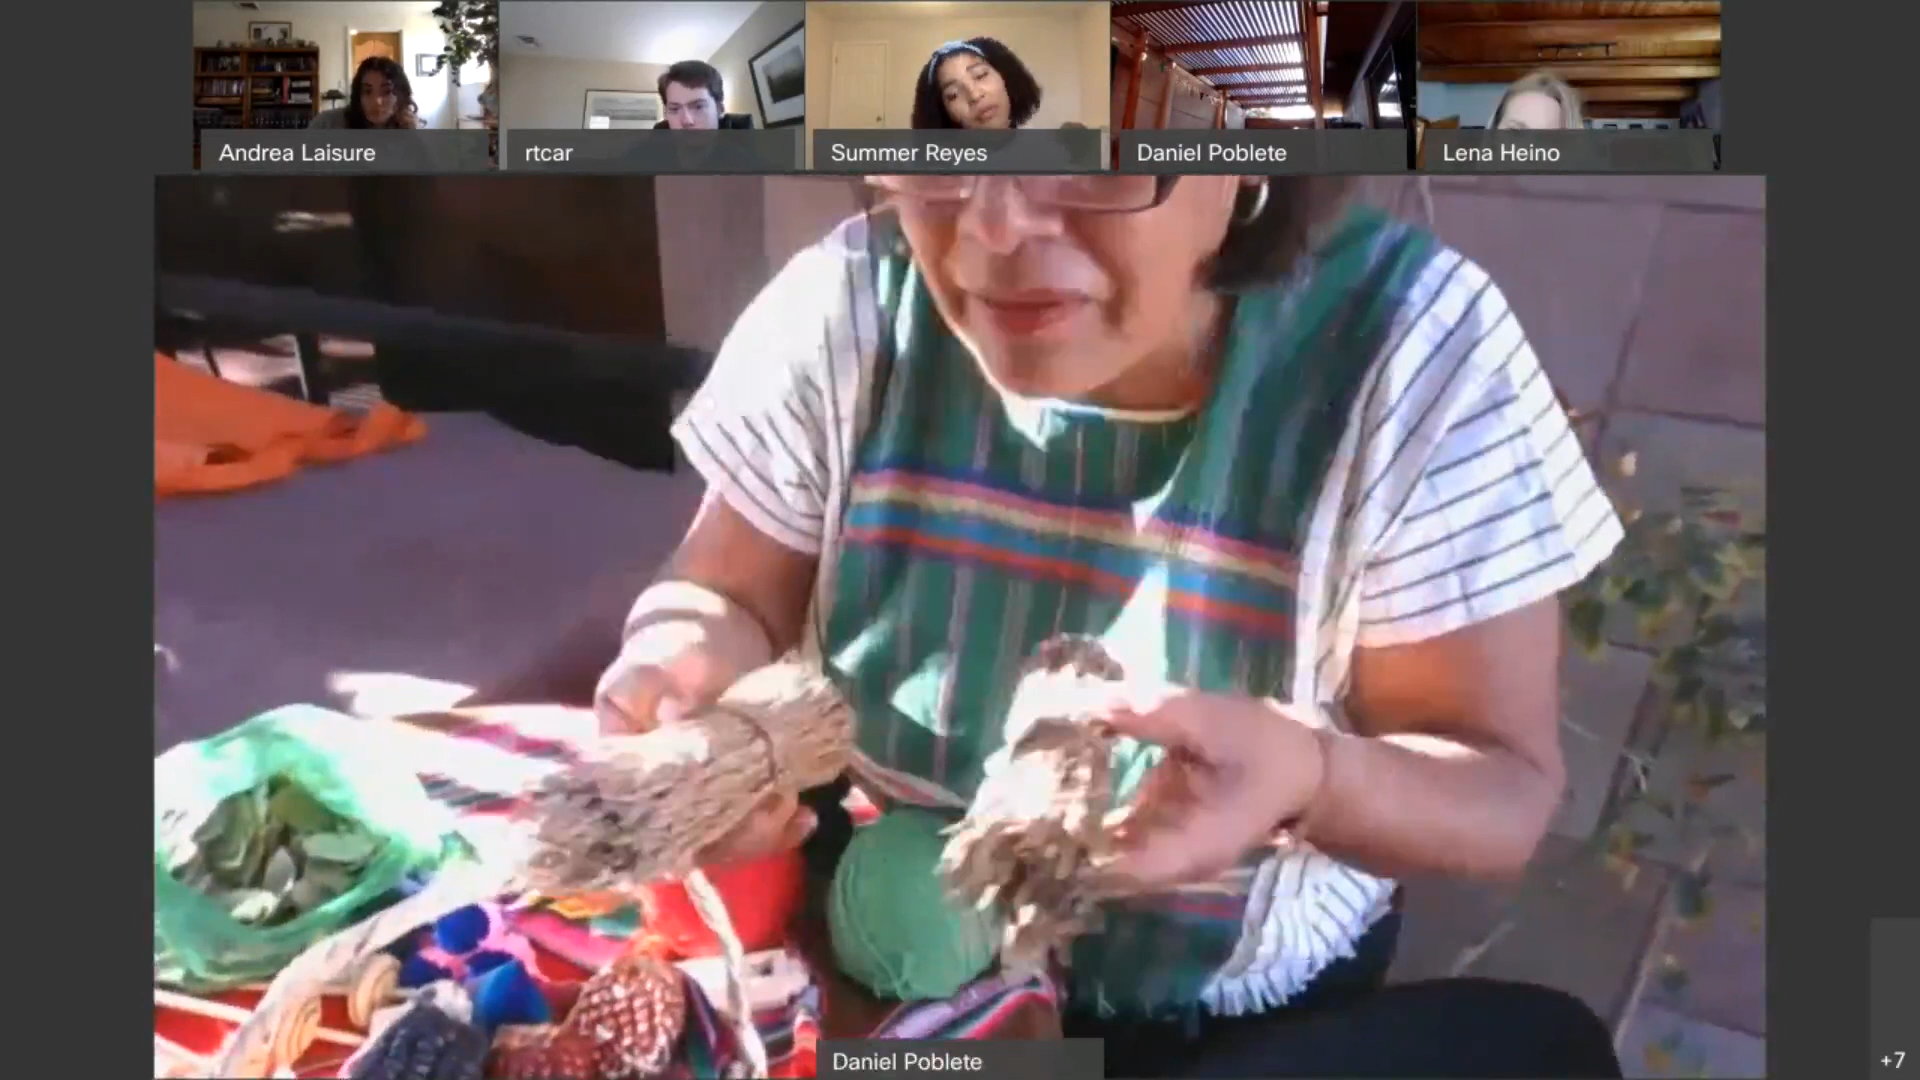 Andrea Laisure
rtcar
Summer Reyes
Daniel Poblete
Lena Heino
Daniel Poblete
+7